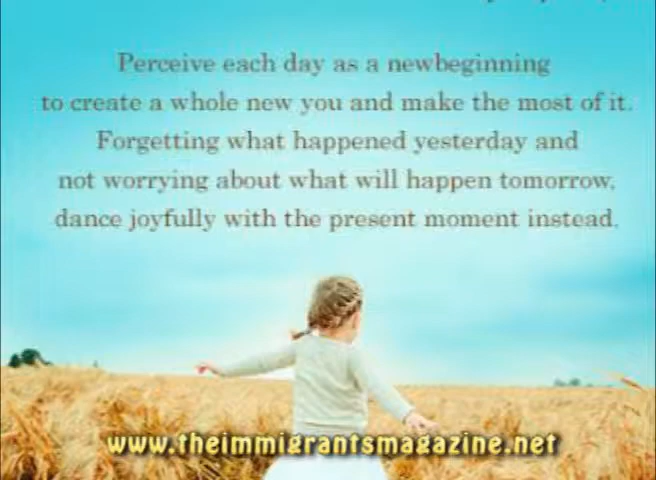 Perceive each day as a newbeginning
to create a whole new you and make the most of it.
Forgetting what happened yesterday and
not worrying about what will happen tomorrow,
dance joyfully with the present moment instead.
www.theimmigrantsmagazine.net